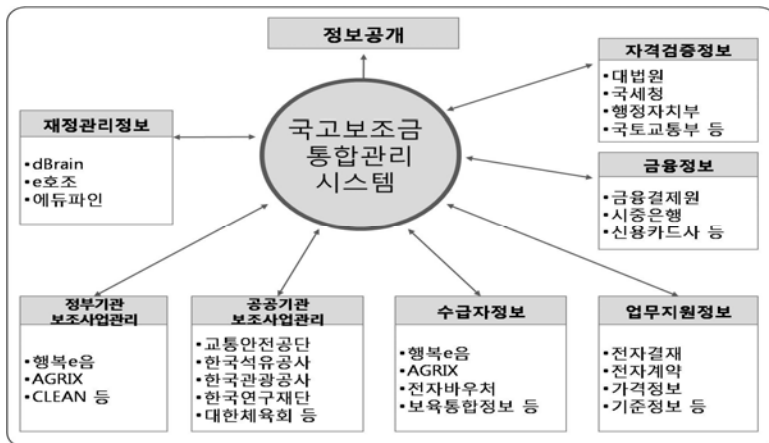 정보공개
자격검증정보
•대법원
•국세청
•행정자치부
•국토교통부 등
재정관리정보
•dBrain
•e호조
•에듀파인
국고보조금
통합관리
시스템
금융정보
•금융결제원
•시중은행
•신용카드사 등
정부기관
보조사업관리
•행복e음
•AGRIX
•CLEAN 등
공공기관
보조사업관리
•교통안전공단
•한국석유공사
•한국관광공사
•한국연구재단
•대한체육회 등
수급자정보
•행복e음
•AGRIX
•전자바우처
•보육통합정보 등
업무지원정보
•전자결재
•전자계약
•가격정보
•기준정보 등